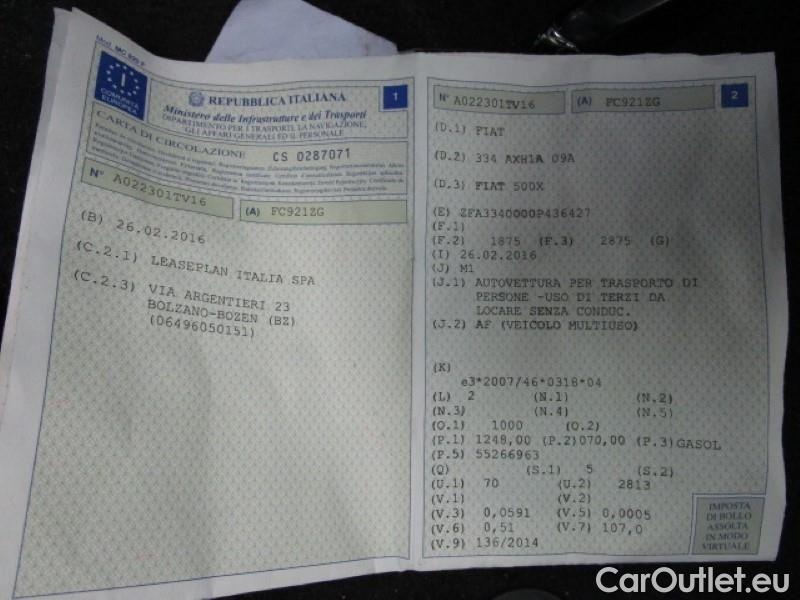 Mod. MC 820 F
I
COMUNITÀ
EUROPEA
REPUBBLICA ITALIANA
1
Ministero delle Infrastrutture e dei Trasporti
DIPARTIMENTO PER I TRASPORTI, LA NAVIGAZIONE,
GLI AFFARI GENERALI ED IL PERSONALE
CARTA DI CIRCOLAZIONE
CS 0287071
N° A022301TV16
(A) FC921ZG
(B) 26.02.2016
(C.2.1) LEASEPLAN ITALIA SPA
(C.2.3) VIA ARGENTIERI 23
BOLZANO-BOZEN (BZ)
(06496050151)
N° A022301TV16
(A) FC921ZG
2
(D.1) FIAT
(D.2) 334 AXH1A 09A
(D.3) FIAT 500X
(E) ZFA3340000P436427
(F.1)
(F.2) 1875 (F.3) 2875 (G)
(I) 26.02.2016
(J) M1
(J.1) AUTOVETTURA PER TRASPORTO DI
PERSONE -USO DI TERZI DA
LOCARE SENZA CONDUC.
(J.2) AF (VEICOLO MULTIUSO)
(K)
e3*2007/46*0318*04
(L) 2 (N.1) (N.2)
(N.3) (N.4) (N.5)
(O.1) 1000 (O.2)
(P.1) 1248,00 (P.2)070,00 (P.3)GASOL
(P.5) 55266963
(Q) (S.1) 5 (S.2)
(U.1) 70 (U.2) 2813
(V.1) (V.2)
(V.3) 0,0591 (V.5) 0,0005
(V.6) 0,51 (V.7) 107,0
(V.9) 136/2014
IMPOSTA
DI BOLLO
ASSOLTA
IN MODO
VIRTUALE
CarOutlet.eu